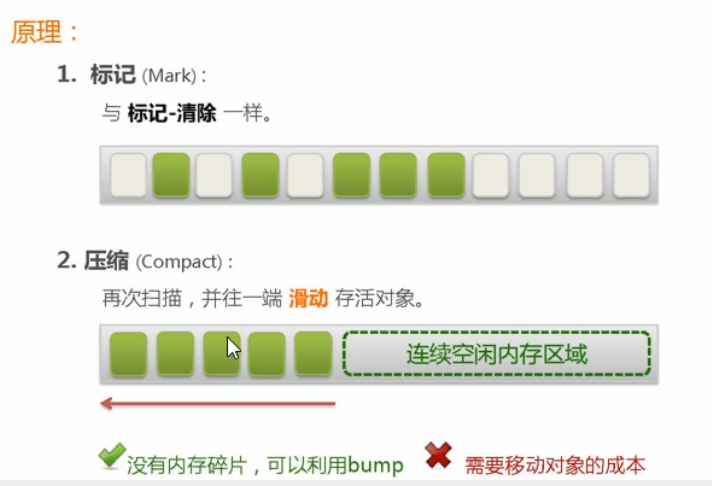 原理：
1. 标记 (Mark)：
与 标记-清除 一样。
2. 压缩 (Compact)：
再次扫描，并往一端 滑动 存活对象。
连续空闲内存区域
没有内存碎片，可以利用bump 需要移动对象的成本